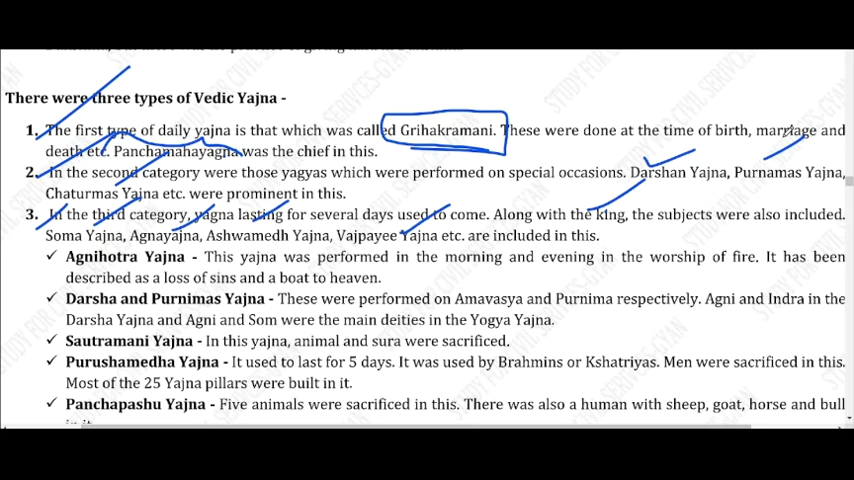 There were three types of Vedic Yajna -
1. The first type of daily yajna is that which was called Grihakramani. These were done at the time of birth, marriage and
death etc. Panchamahayagna was the chief in this.
2. In the second category were those yagyas which were performed on special occasions. Darshan Yajna, Purnamas Yajna,
Chaturmas Yajna etc. were prominent in this.
3. In the third category, yagna lasting for several days used to come. Along with the king, the subjects were also included.
Soma Yajna, Agnayajna, Ashwamedh Yajna, Vajpayee Yajna etc. are included in this.
✓ Agnihotra Yajna - This yajna was performed in the morning and evening in the worship of fire. It has been
described as a loss of sins and a boat to heaven.
✓ Darsha and Purnimas Yajna - These were performed on Amavasya and Purnima respectively. Agni and Indra in the
Darsha Yajna and Agni and Som were the main deities in the Yogya Yajna.
✓ Sautramani Yajna - In this yajna, animal and sura were sacrificed.
✓ Purushamedha Yajna - It used to last for 5 days. It was used by Brahmins or Kshatriyas. Men were sacrificed in this.
Most of the 25 Yajna pillars were built in it.
✓ Panchapashu Yajna - Five animals were sacrificed in this. There was also a human with sheep, goat, horse and bull
STUDY FOR CIVIL SERVICES-GYAN